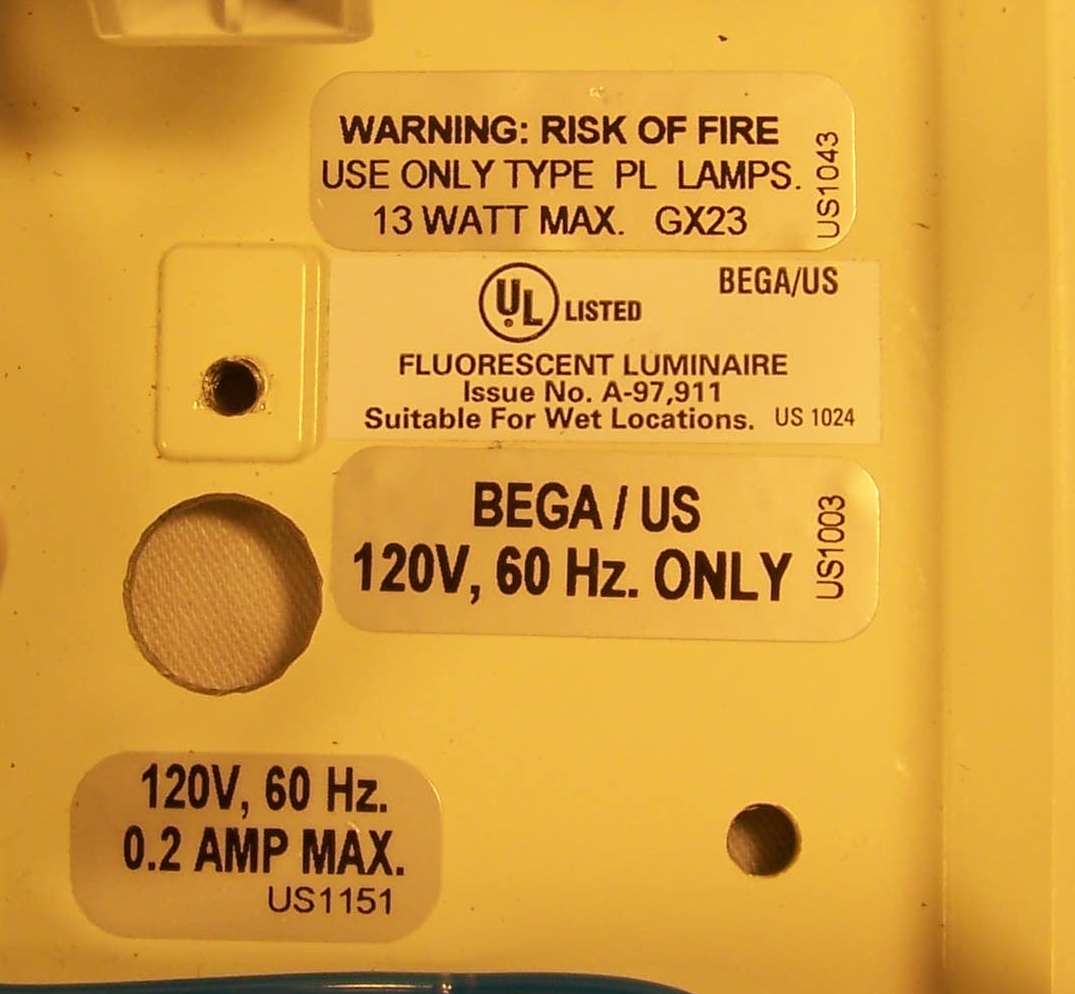 WARNING: RISK OF FIRE
USE ONLY TYPE PL LAMPS.
13 WATT MAX. GX23
US1043
UL LISTED
BEGA/US
FLUORESCENT LUMINAIRE
Issue No. A-97,911
Suitable For Wet Locations. US 1024
BEGA / US
120V, 60 Hz. ONLY
US1003
120V, 60 Hz.
0.2 AMP MAX.
US1151